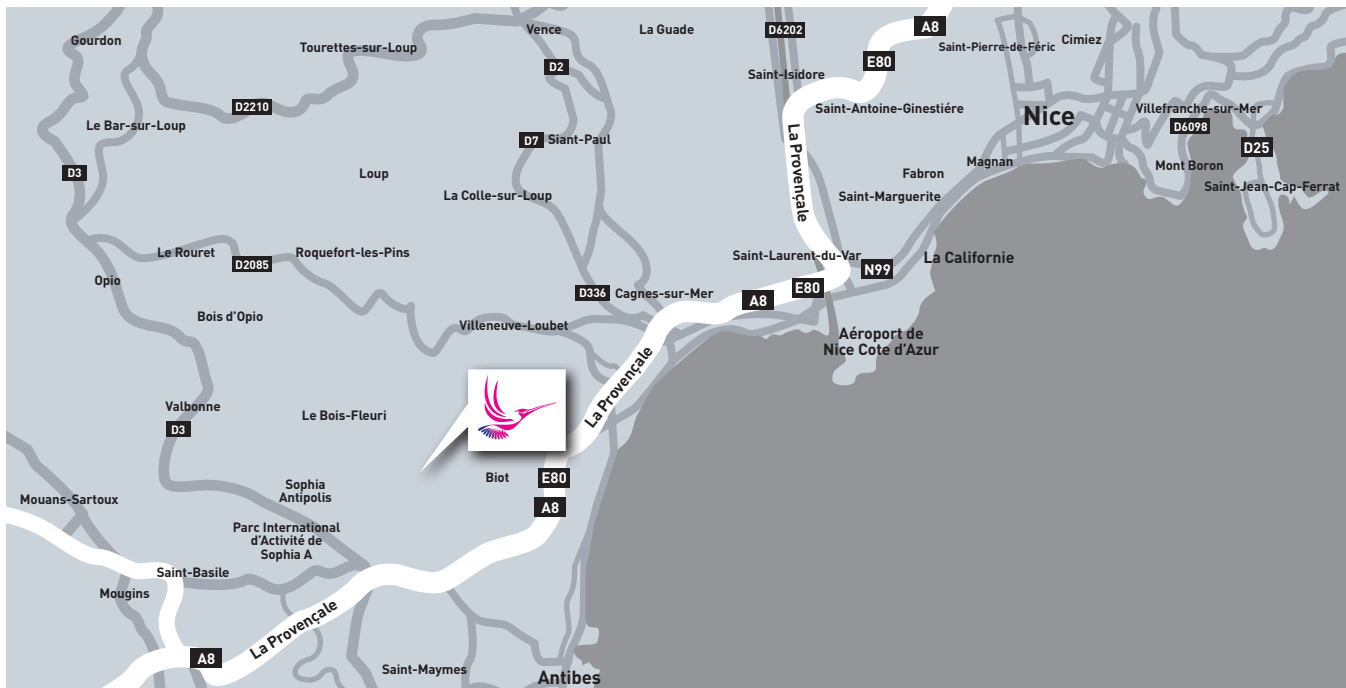 Gourdon
Tourettes-sur-Loup
Vence
La Guade
D6202
A8
Saint-Pierre-de-Féric
Cimiez
E80
D2
Saint-Isidore
D2210
Saint-Antoine-Ginestiére
Villefranche-sur-Mer
Nice
Le Bar-sur-Loup
D6098
D7
Siant-Paul
D25
La Provençale
Magnan
Mont Boron
D3
Loup
Fabron
Saint-Jean-Cap-Ferrat
La Colle-sur-Loup
Saint-Marguerite
Le Rouret
Roquefort-les-Pins
Saint-Laurent-du-Var
La Californie
D2085
N99
Opio
D336
Cagnes-sur-Mer
A8
E80
Bois d'Opio
Villeneuve-Loubet
Aéroport de
Nice Cote d'Azur
La Provençale
Valbonne
Le Bois-Fleuri
D3
Biot
E80
Sophia
Antipolis
Mouans-Sartoux
A8
Parc International
d'Activité de
Sophia A
Saint-Basile
Mougins
La Provençale
A8
Saint-Maymes
Antibes